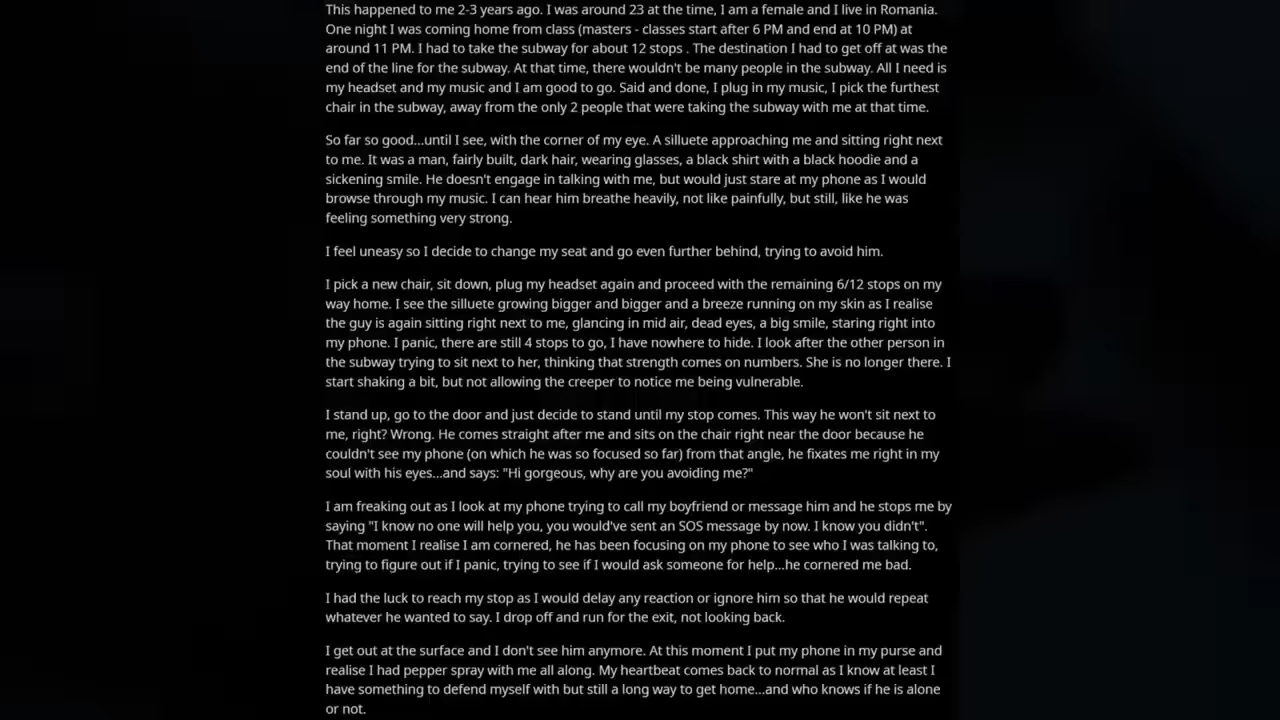 This happened to me 2-3 years ago. I was around 23 at the time, I am a female and I live in Romania.
One night I was coming home from class (masters - classes start after 6 PM and end at 10 PM) at
around 11 PM. I had to take the subway for about 12 stops . The destination I had to get off at was the
end of the line for the subway. At that time, there wouldn't be many people in the subway. All I need is
my headset and my music and I am good to go. Said and done, I plug in my music, I pick the furthest
chair in the subway, away from the only 2 people that were taking the subway with me at that time.
So far so good...until I see, with the corner of my eye. A silluete approaching me and sitting right next
to me. It was a man, fairly built, dark hair, wearing glasses, a black shirt with a black hoodie and a
sickening smile. He doesn't engage in talking with me, but would just stare at my phone as I would
browse through my music. I can hear him breathe heavily, not like painfully, but still, like he was
feeling something very strong.
I feel uneasy so I decide to change my seat and go even further behind, trying to avoid him.
I pick a new chair, sit down, plug my headset again and proceed with the remaining 6/12 stops on my
way home. I see the silluete growing bigger and bigger and a breeze running on my skin as I realise
the guy is again sitting right next to me, glancing in mid air, dead eyes, a big smile, staring right into
my phone. I panic, there are still 4 stops to go, I have nowhere to hide. I look after the other person in
the subway trying to sit next to her, thinking that strength comes on numbers. She is no longer there. I
start shaking a bit, but not allowing the creeper to notice me being vulnerable.
I stand up, go to the door and just decide to stand until my stop comes. This way he won't sit next to
me, right? Wrong. He comes straight after me and sits on the chair right near the door because he
couldn't see my phone (on which he was so focused so far) from that angle, he fixates me right in my
soul with his eyes...and says: "Hi gorgeous, why are you avoiding me?"
I am freaking out as I look at my phone trying to call my boyfriend or message him and he stops me by
saying "I know no one will help you, you would've sent an SOS message by now. I know you didn't".
That moment I realise I am cornered, he has been focusing on my phone to see who I was talking to,
trying to figure out if I panic, trying to see if I would ask someone for help...he cornered me bad.
I had the luck to reach my stop as I would delay any reaction or ignore him so that he would repeat
whatever he wanted to say. I drop off and run for the exit, not looking back.
I get out at the surface and I don't see him anymore. At this moment I put my phone in my purse and
realise I had pepper spray with me all along. My heartbeat comes back to normal as I know at least I
have something to defend myself with but still a long way to get home...and who knows if he is alone
or not.